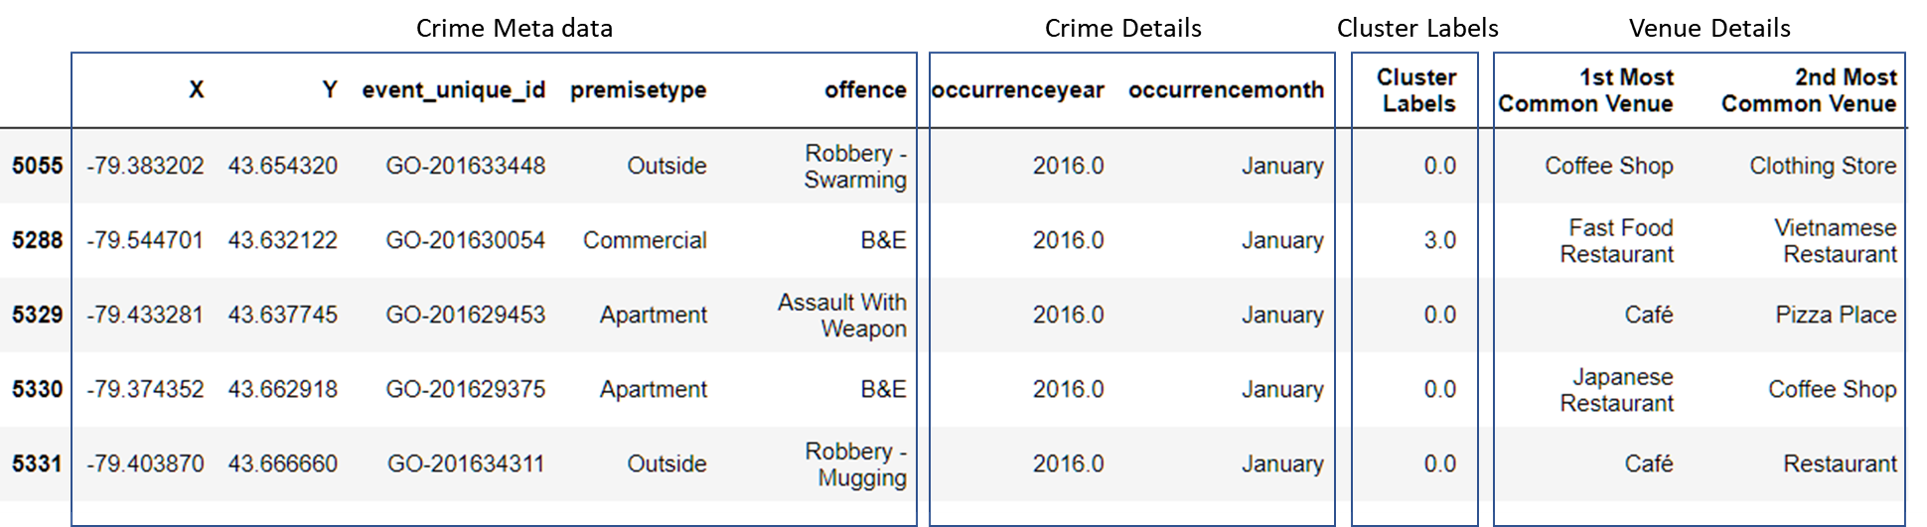 Crime Meta data Crime Details Cluster Labels Venue Details
X Y event_unique_id premisetype offence occurrenceyear occurrencemonth Cluster Labels 1st Most Common Venue 2nd Most Common Venue
5055 -79.383202 43.654320 GO-201633448 Outside Robbery - Swarming 2016.0 January 0.0 Coffee Shop Clothing Store
5288 -79.544701 43.632122 GO-201630054 Commercial B&E 2016.0 January 3.0 Fast Food Restaurant Vietnamese Restaurant
5329 -79.433281 43.637745 GO-201629453 Apartment Assault With Weapon 2016.0 January 0.0 Café Pizza Place
5330 -79.374352 43.662918 GO-201629375 Apartment B&E 2016.0 January 0.0 Japanese Restaurant Coffee Shop
5331 -79.403870 43.666660 GO-201634311 Outside Robbery - Mugging 2016.0 January 0.0 Café Restaurant